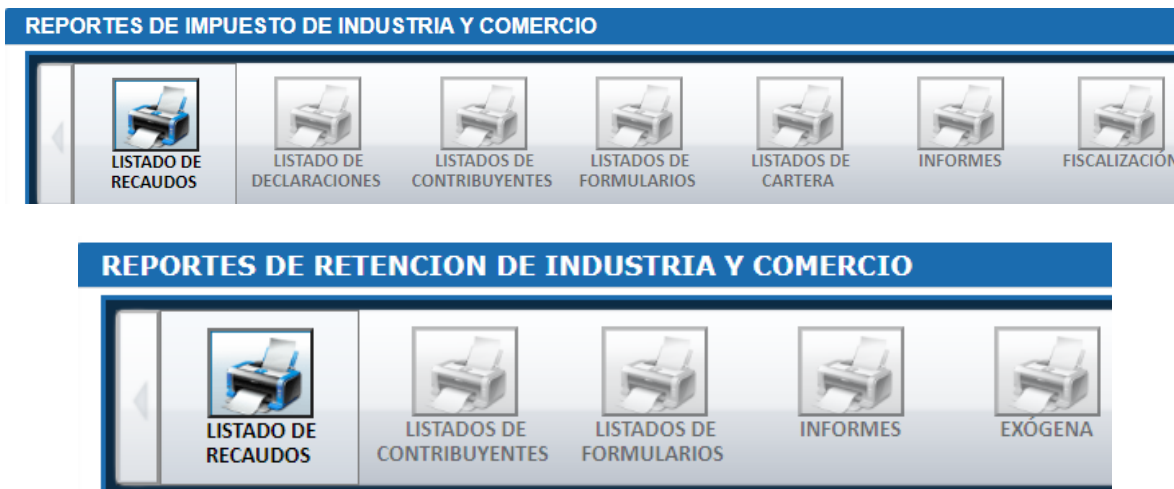 REPORTES DE IMPUESTO DE INDUSTRIA Y COMERCIO
LISTADO DE
RECAUDOS
LISTADO DE
DECLARACIONES
LISTADOS DE
CONTRIBUYENTES
LISTADOS DE
FORMULARIOS
LISTADOS DE
CARTERA
INFORMES
FISCALIZACIÓN
REPORTES DE RETENCION DE INDUSTRIA Y COMERCIO
LISTADO DE
RECAUDOS
LISTADOS DE
CONTRIBUYENTES
LISTADOS DE
FORMULARIOS
INFORMES
EXÓGENA